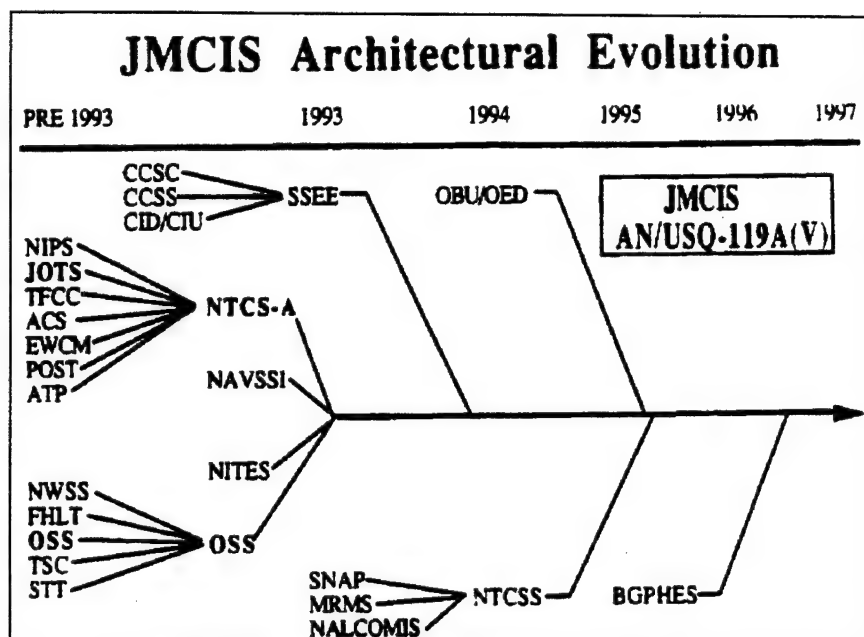 JMCIS Architectural Evolution
PRE 1993 1993 1994 1995 1996 1997
CCSC
CCSS
CID/CIU
SSEE
OBU/OED
JMCIS
AN/USQ-119A(V)
NIPS
JOTS
TFCC
ACS
EWCM
POST
ATP
NTCS-A
NAVSSI
NITES
NWSS
FHLT
OSS
TSC
STT
OSS
SNAP
MRMS
NALCOMIS
NTCSS
BGPHES